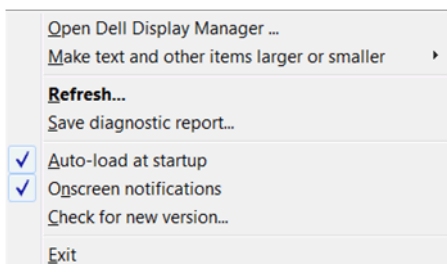 Open Dell Display Manager ...
Make text and other items larger or smaller
Refresh...
Save diagnostic report...
Auto-load at startup
Onscreen notifications
Check for new version...
Exit